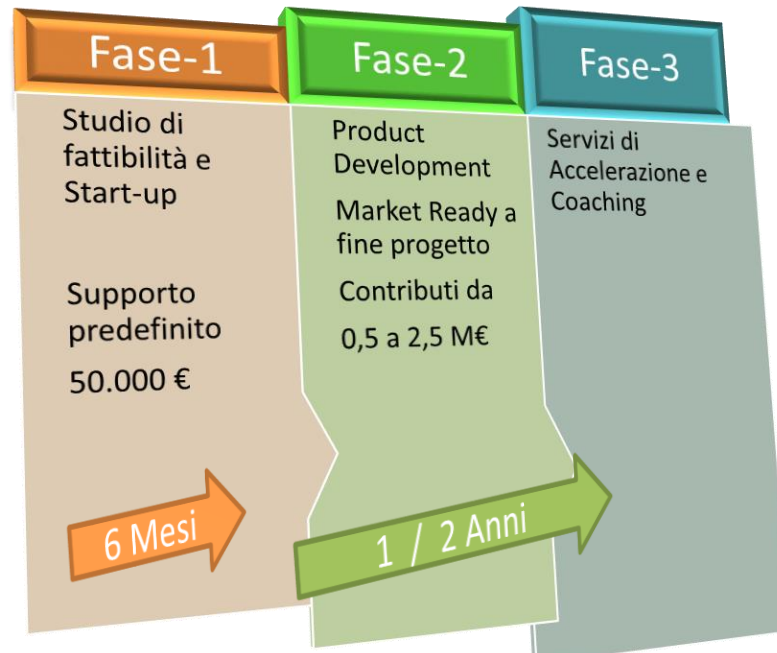 Fase-1
Studio di
fattibilità e
Start-up
Supporto
predefinito
50.000 €
6 Mesi
Fase-2
Product
Development
Market Ready a
fine progetto
Contributi da
0,5 a 2,5 M€
1 / 2 Anni
Fase-3
Servizi di
Accelerazione e
Coaching